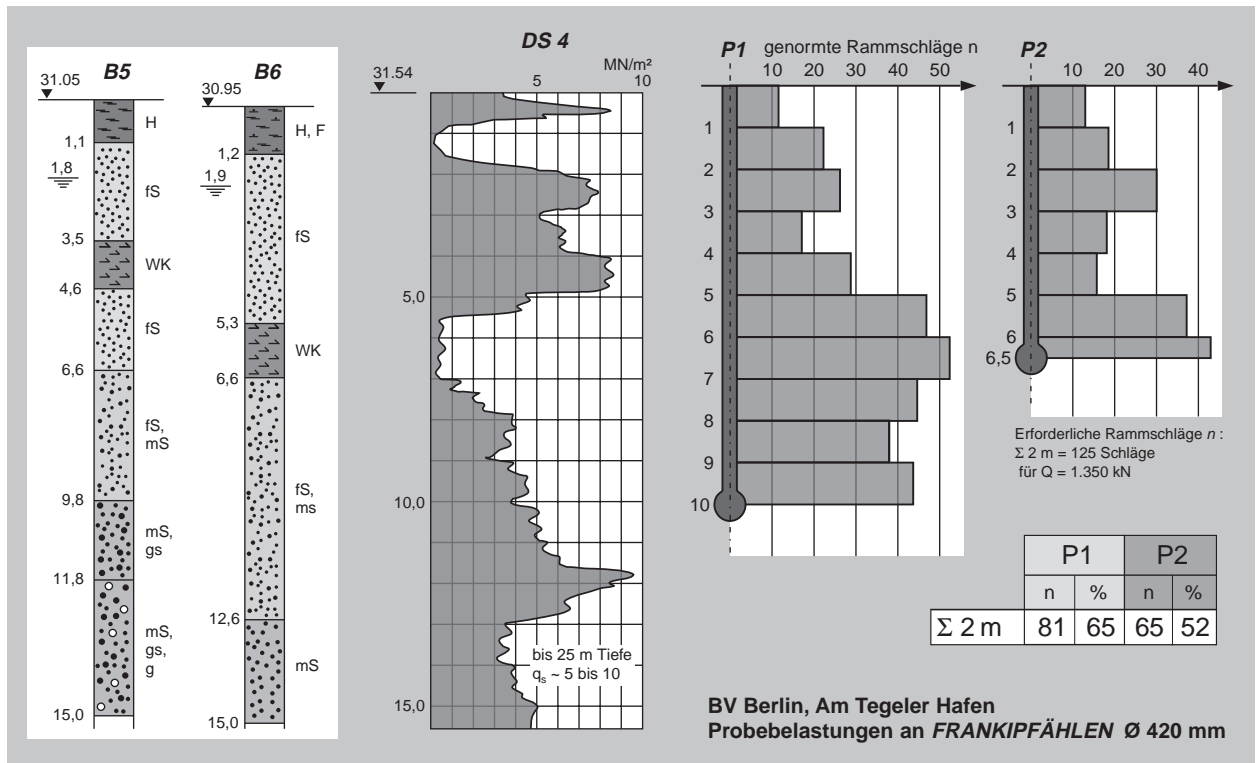 B5
31.05
H
1,1
1,8
fS
3,5
WK
4,6
fS
6,6
fS,
mS
9,8
mS,
gs
11,8
mS,
gs,
g
15,0
B6
30.95
H, F
1,2
1,9
fS
5,3
WK
6,6
fS,
ms
12,6
mS
15,0
DS 4
MN/m²
31.54
5
10
5,0
10,0
15,0
bis 25 m Tiefe
qs ~ 5 bis 10
P1 genormte Rammschläge n
10 20 30 40 50
1
2
3
4
5
6
7
8
9
10
P2
10 20 30 40
1
2
3
4
5
6
6,5
Erforderliche Rammschläge n :
Σ 2 m = 125 Schläge
für Q = 1.350 kN
P1 P2
n % n %
Σ 2 m 81 65 65 52
BV Berlin, Am Tegeler Hafen
Probebelastungen an FRANKIPFÄHLEN Ø 420 mm